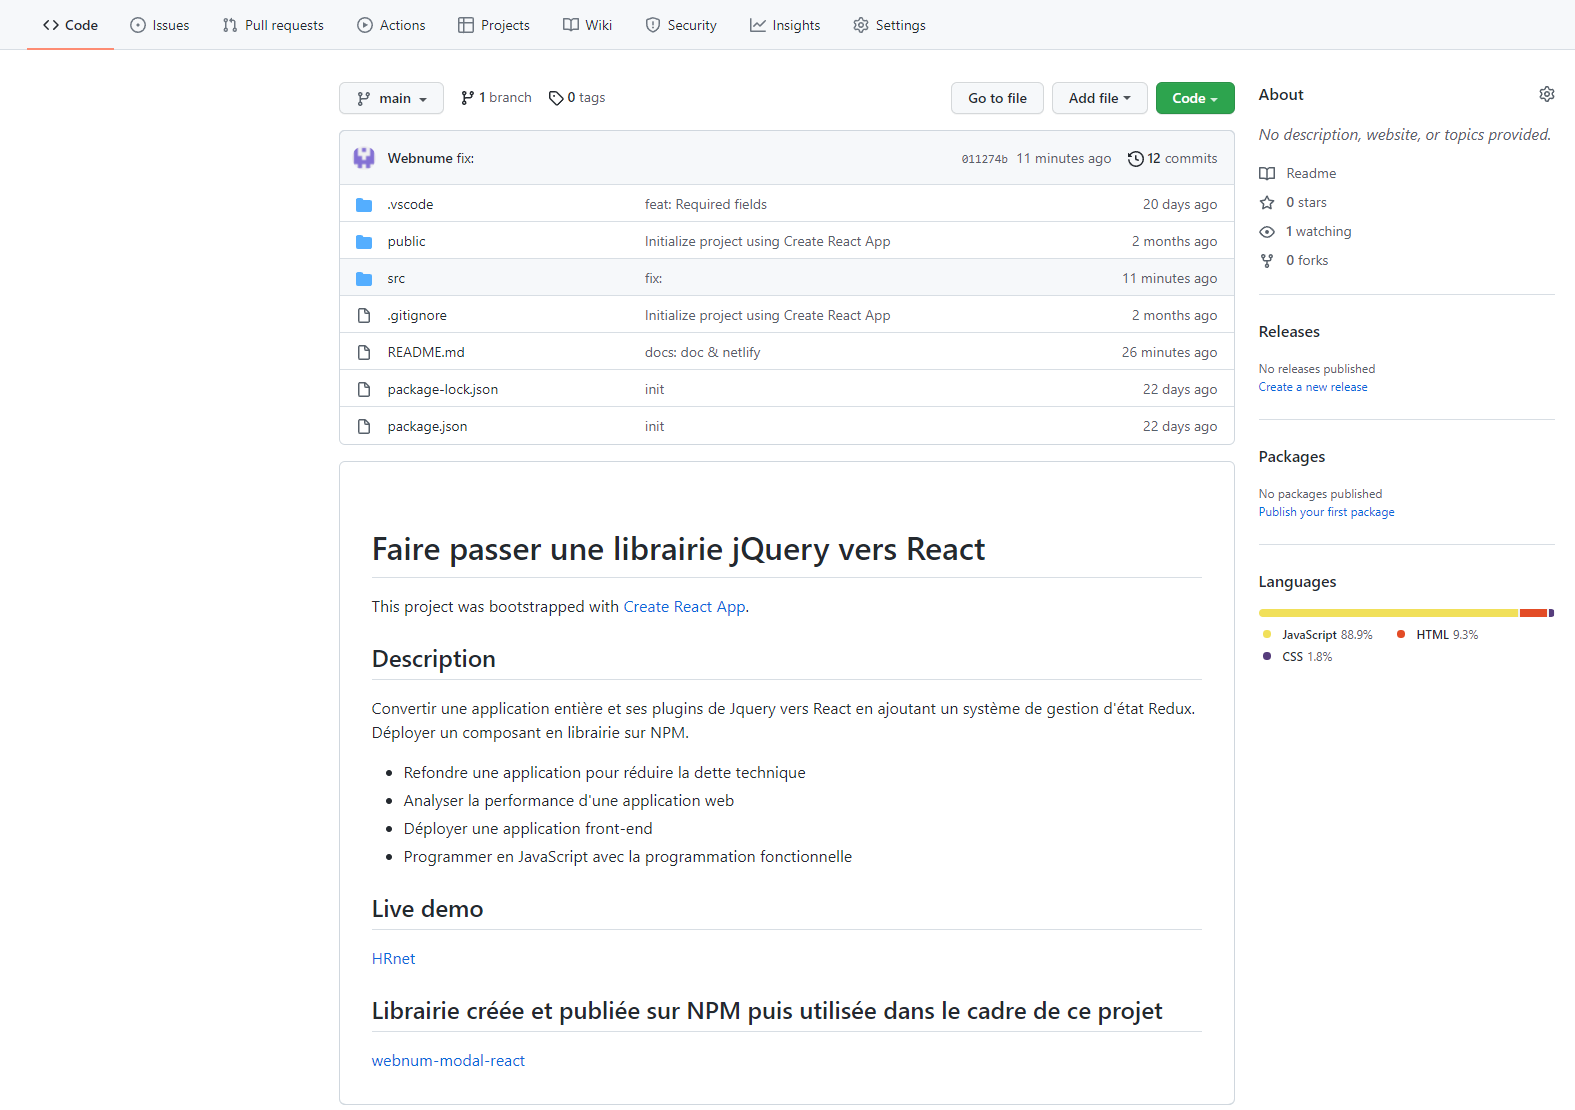 Code Issues Pull requests Actions Projects Wiki Security Insights Settings
main 1 branch 0 tags Go to file Add file Code
Webnume fix: 011274b 11 minutes ago 12 commits
.vscode feat: Required fields 20 days ago
public Initialize project using Create React App 2 months ago
src fix: 11 minutes ago
.gitignore Initialize project using Create React App 2 months ago
README.md docs: doc & netlify 26 minutes ago
package-lock.json init 22 days ago
package.json init 22 days ago
Faire passer une librairie jQuery vers React
This project was bootstrapped with Create React App.
Description
Convertir une application entière et ses plugins de Jquery vers React en ajoutant un système de gestion d'état Redux.
Déployer un composant en librairie sur NPM.
Refondre une application pour réduire la dette technique
Analyser la performance d'une application web
Déployer une application front-end
Programmer en JavaScript avec la programmation fonctionnelle
Live demo
HRnet
Librairie créée et publiée sur NPM puis utilisée dans le cadre de ce projet
webnum-modal-react
About
No description, website, or topics provided.
Readme
0 stars
1 watching
0 forks
Releases
No releases published
Create a new release
Packages
No packages published
Publish your first package
Languages
JavaScript 88.9% HTML 9.3%
CSS 1.8%